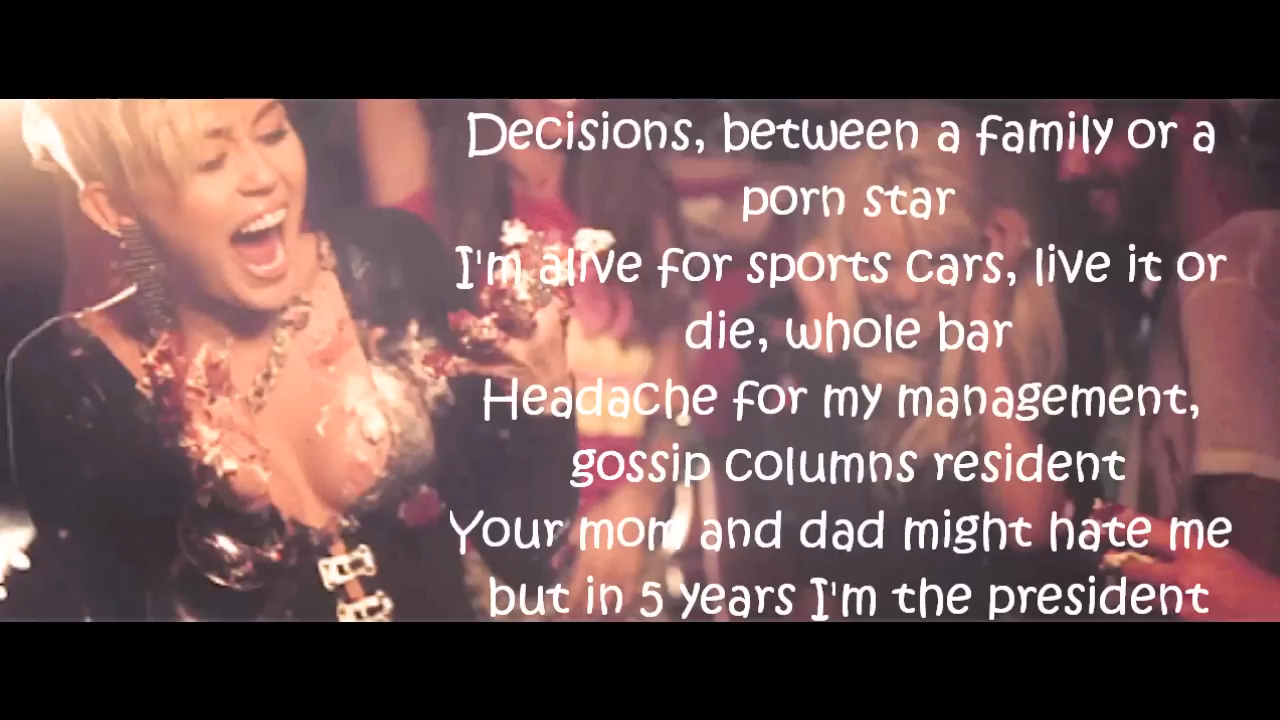 Decisions, between a family or a
porn star
I'm alive for sports cars, live it or
die, whole bar
Headache for my management,
gossip columns resident
Your mom and dad might hate me
but in 5 years I'm the president